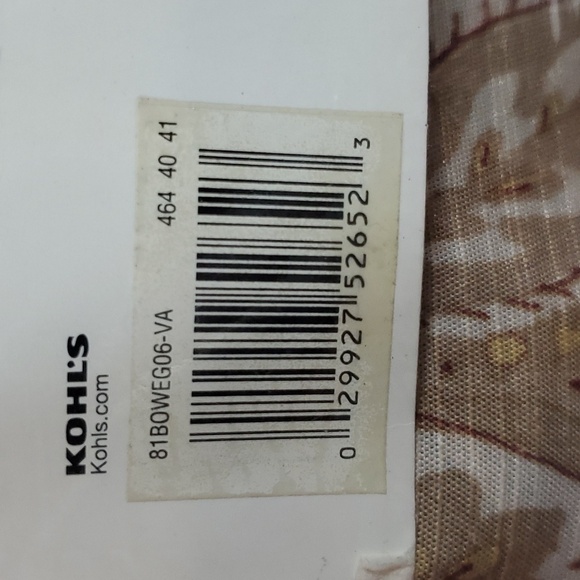 KOHL'S
Kohls.com
81BOWEG06-VA 464 40 41
0 29927 52652 3